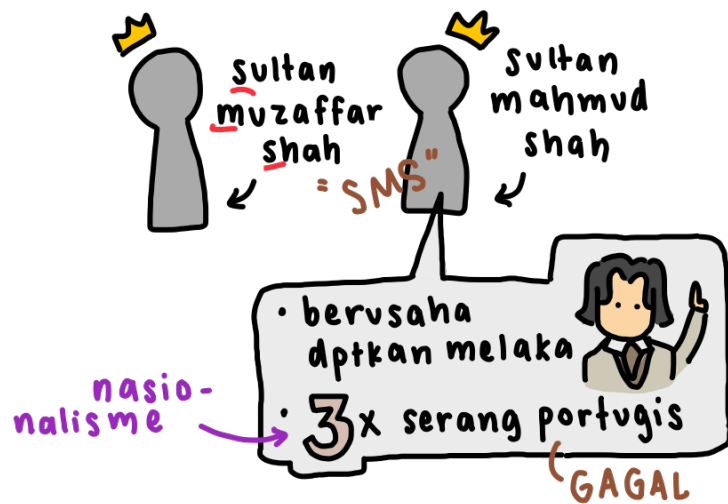 sultan
muzaffar
shah
sultan
mahmud
shah
"SMS"
• berusaha
dptkan melaka
• 3x serang portugis
nasio-
nalisme
GAGAL